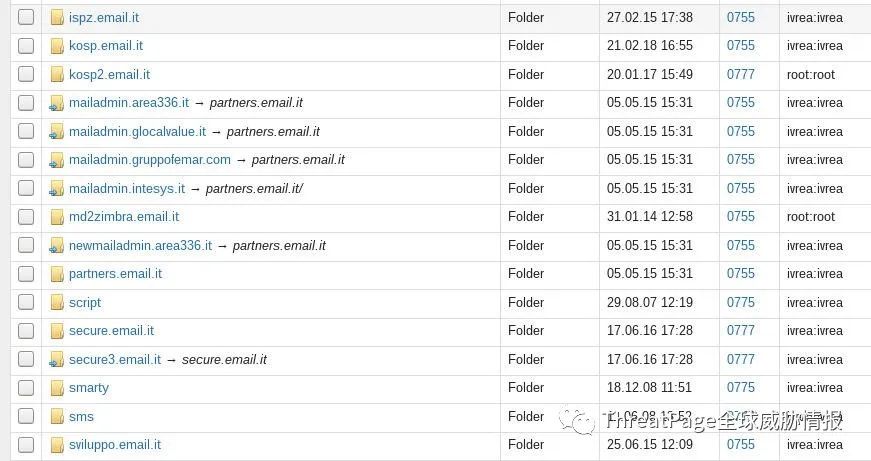 ispz.email.it Folder 27.02.15 17:38 0755 ivrea:ivrea
kosp.email.it Folder 21.02.18 16:55 0755 ivrea:ivrea
kosp2.email.it Folder 20.01.17 15:49 0777 root:root
mailadmin.area336.it → partners.email.it Folder 05.05.15 15:31 0755 ivrea:ivrea
mailadmin.glocalvalue.it → partners.email.it Folder 05.05.15 15:31 0755 ivrea:ivrea
mailadmin.gruppofemar.com → partners.email.it Folder 05.05.15 15:31 0755 ivrea:ivrea
mailadmin.intesys.it → partners.email.it/ Folder 05.05.15 15:31 0755 ivrea:ivrea
md2zimbra.email.it Folder 31.01.14 12:58 0755 root:root
newmailadmin.area336.it → partners.email.it Folder 05.05.15 15:31 0755 ivrea:ivrea
partners.email.it Folder 05.05.15 15:31 0755 ivrea:ivrea
script Folder 29.08.07 12:19 0775 ivrea:ivrea
secure.email.it Folder 17.06.16 17:28 0777 ivrea:ivrea
secure3.email.it → secure.email.it Folder 17.06.16 17:28 0777 ivrea:ivrea
smarty Folder 18.12.08 11:51 0775 ivrea:ivrea
sms Folder ivrea:ivrea
ThreatPage全球威胁情报
sviluppo.email.it Folder 25.06.15 12:09 0755 ivrea:ivrea